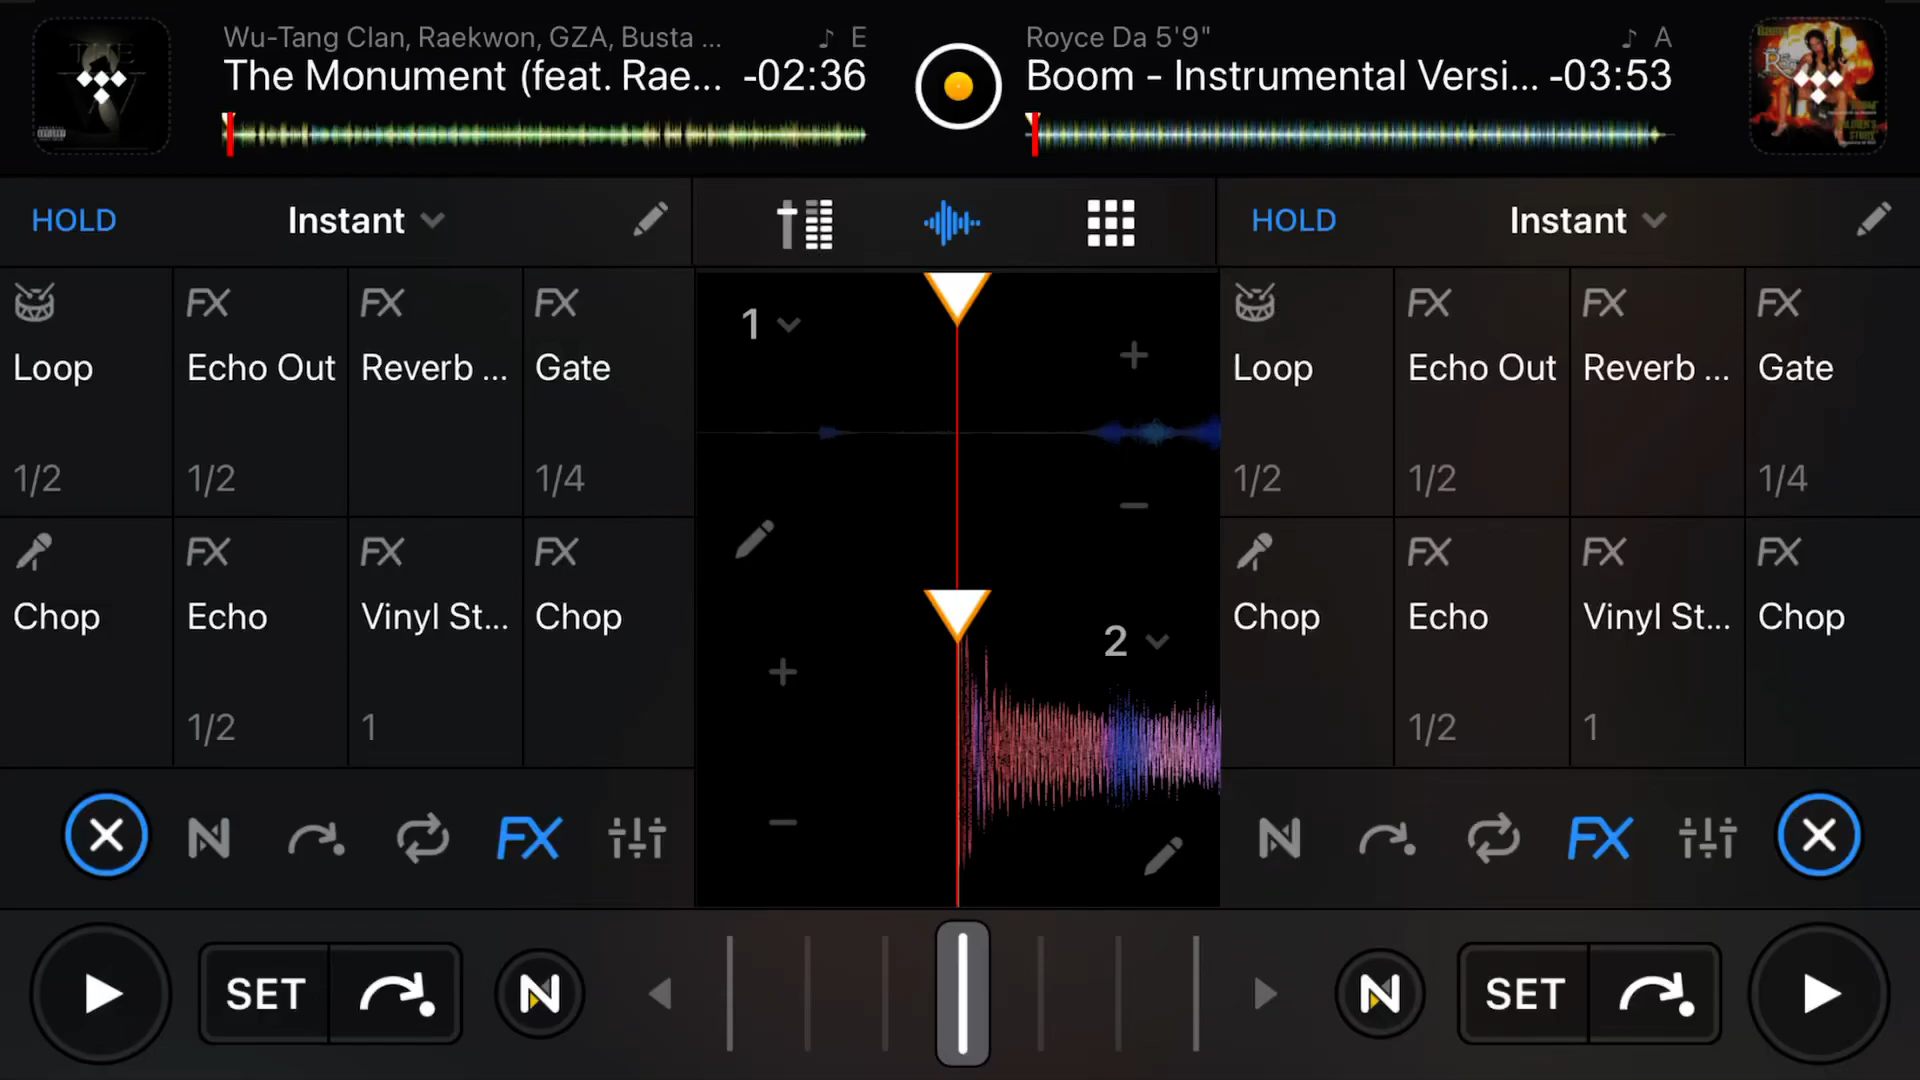 Wu-Tang Clan, Raekwon, GZA, Busta ... E
The Monument (feat. Rae... -02:36
Royce Da 5'9" A
Boom - Instrumental Versi... -03:53
HOLD Instant
HOLD Instant
FX FX FX
Loop Echo Out Reverb ... Gate
1/2 1/2 1/4
FX FX FX
Chop Echo Vinyl St... Chop
1/2 1
1
2
FX FX FX
Loop Echo Out Reverb ... Gate
1/2 1/2 1/4
FX FX FX
Chop Echo Vinyl St... Chop
1/2 1
N FX
N FX
SET N
N SET